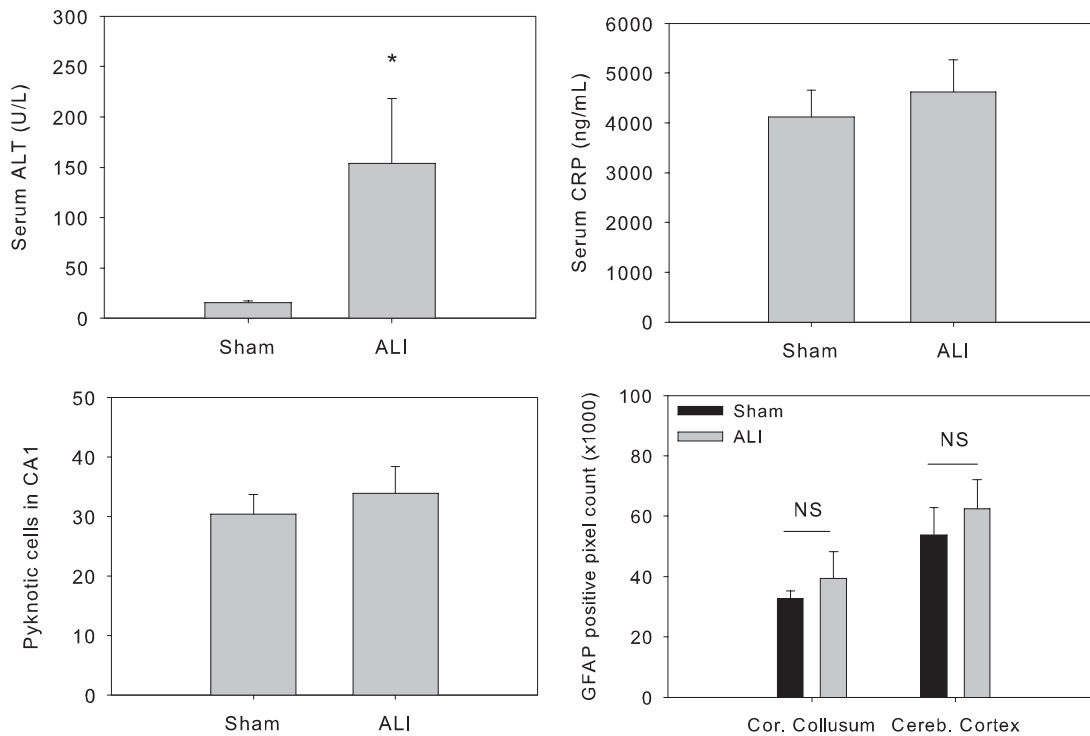 Serum ALT (U/L)
300
250
200
150
100
50
0
*
Sham
ALI
Serum CRP (ng/mL)
6000
5000
4000
3000
2000
1000
0
Sham
ALI
Pyknotic cells in CA1
50
40
30
20
10
0
Sham
ALI
GFAP positive pixel count (x1000)
100
80
60
40
20
0
Sham
ALI
NS
NS
Cor. Collusum
Cereb. Cortex